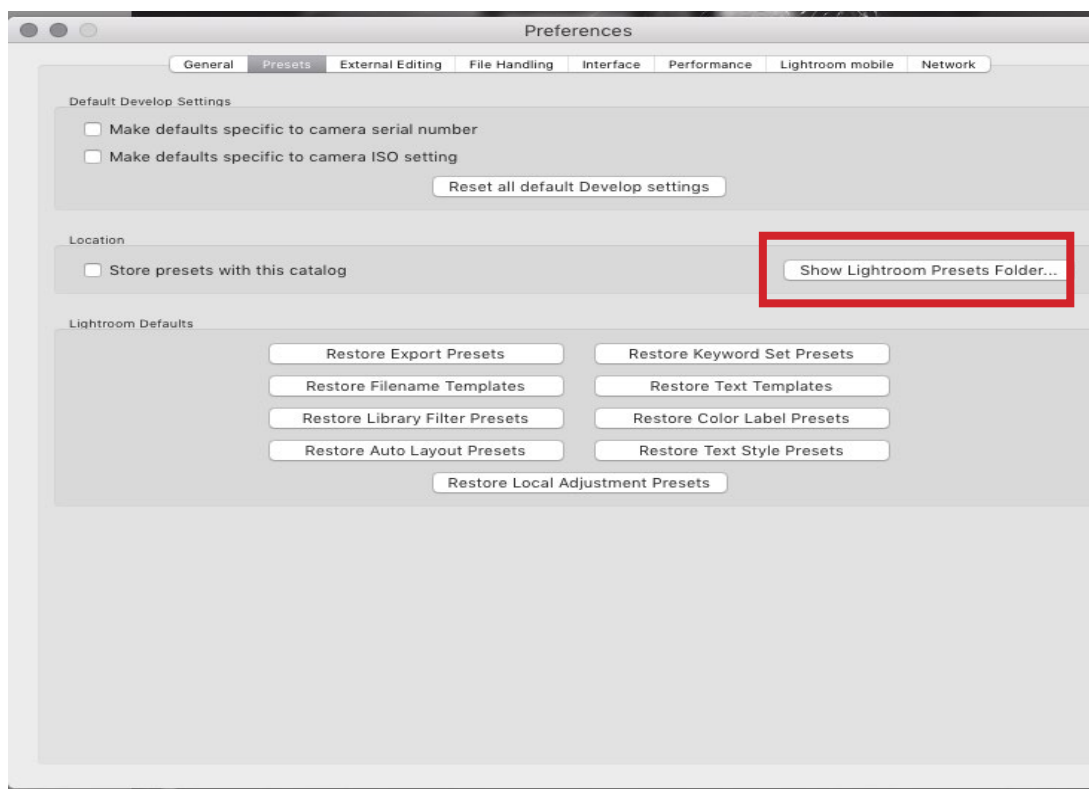 Preferences
General Presets External Editing File Handling Interface Performance Lightroom mobile Network
Default Develop Settings
Make defaults specific to camera serial number
Make defaults specific to camera ISO setting
Reset all default Develop settings
Location
Store presets with this catalog Show Lightroom Presets Folder...
Lightroom Defaults
Restore Export Presets Restore Keyword Set Presets
Restore Filename Templates Restore Text Templates
Restore Library Filter Presets Restore Color Label Presets
Restore Auto Layout Presets Restore Text Style Presets
Restore Local Adjustment Presets